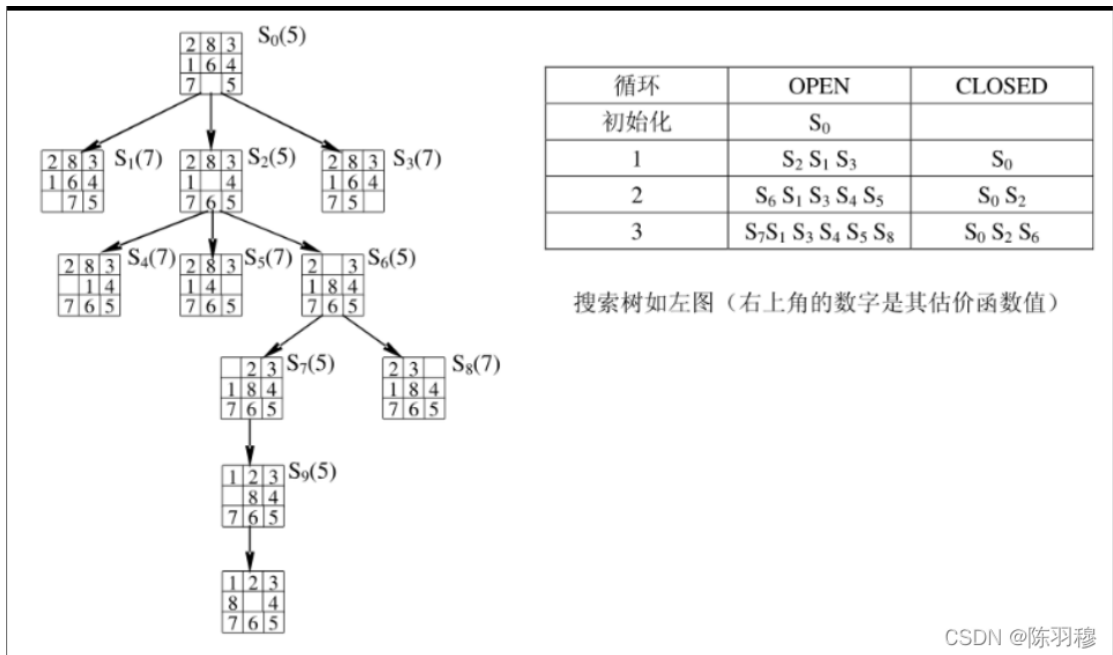 S₀(5)
2 8 3
1 6 4
7 5
2 8 3 S₁(7) 2 8 3 S₂(5) 2 8 3 S₃(7)
1 6 4 1 4 1 6 4
7 5 7 6 5 7 5
2 8 3 S₄(7) 2 8 3 S₅(7) 2 3 S₆(5)
1 4 1 4 1 8 4
7 6 5 7 6 5 7 6 5
2 3 S₇(5) 2 3 S₈(7)
1 8 4 1 8 4
7 6 5 7 6 5
1 2 3 S₉(5)
8 4
7 6 5
1 2 3
8 4
7 6 5
循环 OPEN CLOSED
初始化 S₀
1 S₂ S₁ S₃ S₀
2 S₆ S₁ S₃ S₄ S₅ S₀ S₂
3 S₇S₁ S₃ S₄ S₅ S₈ S₀ S₂ S₆
搜索树如左图（右上角的数字是其估价函数值）
CSDN @陈羽穆